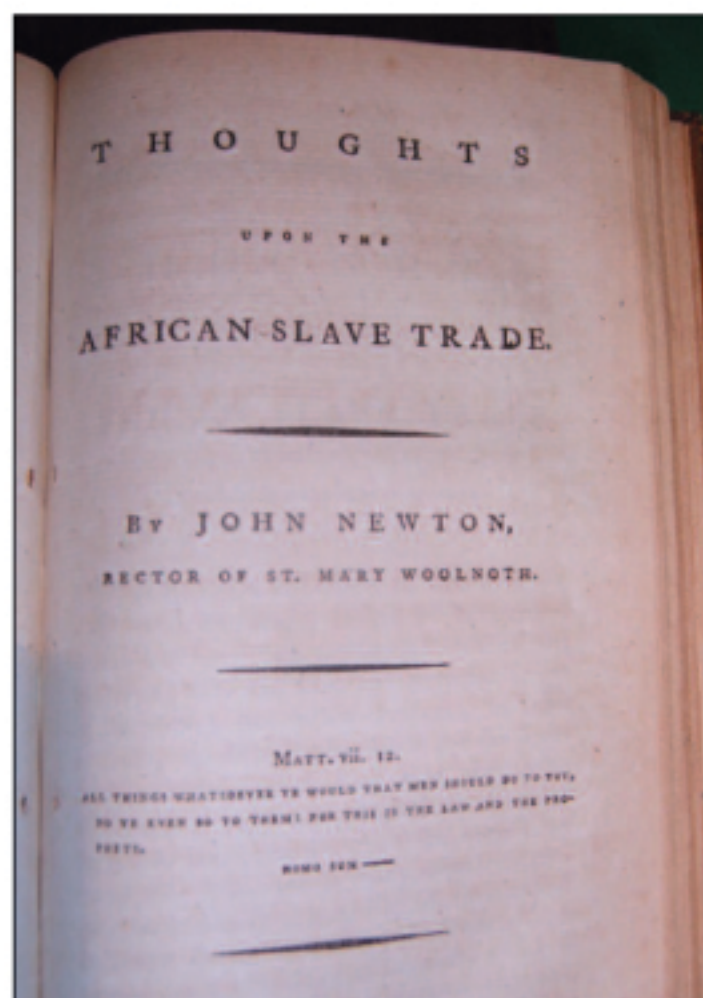 THOUGHTS
UPON THE
AFRICAN SLAVE TRADE.
By JOHN NEWTON,
RECTOR OF ST. MARY WOOLNOTH.
MATT. vii. 12.
ALL THINGS WHATSOEVER YE WOULD THAT MEN SHOULD DO TO YOU,
DO YE EVEN SO TO THEM: FOR THIS IS THE LAW AND THE PRO-
PHETS.
HOMO SUM ——